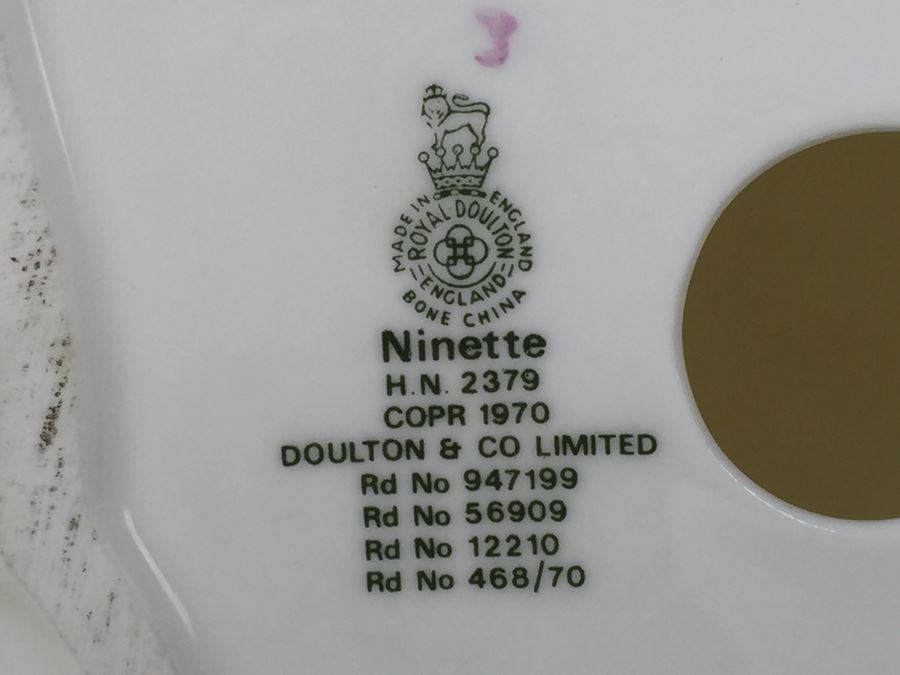 J
MADE IN ENGLAND
ROYAL DOULTON
ENGLAND
BONE CHINA
Ninette
H.N. 2379
COPR 1970
DOULTON & CO LIMITED
Rd No 947199
Rd No 56909
Rd No 12210
Rd No 468/70